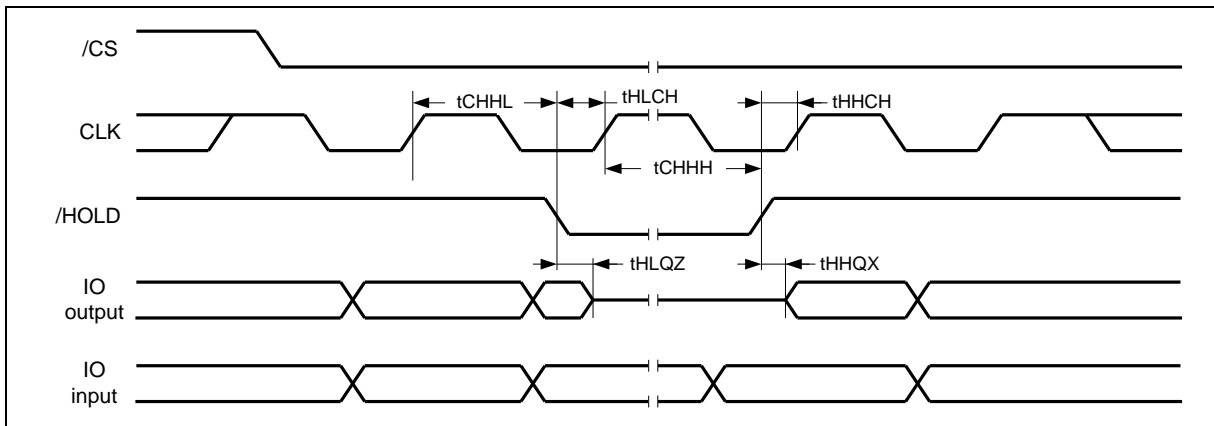 /CS
tCHHL
tHLCH
tHHCH
CLK
tCHHH
/HOLD
tHLQZ
tHHQX
IO
output
IO
input